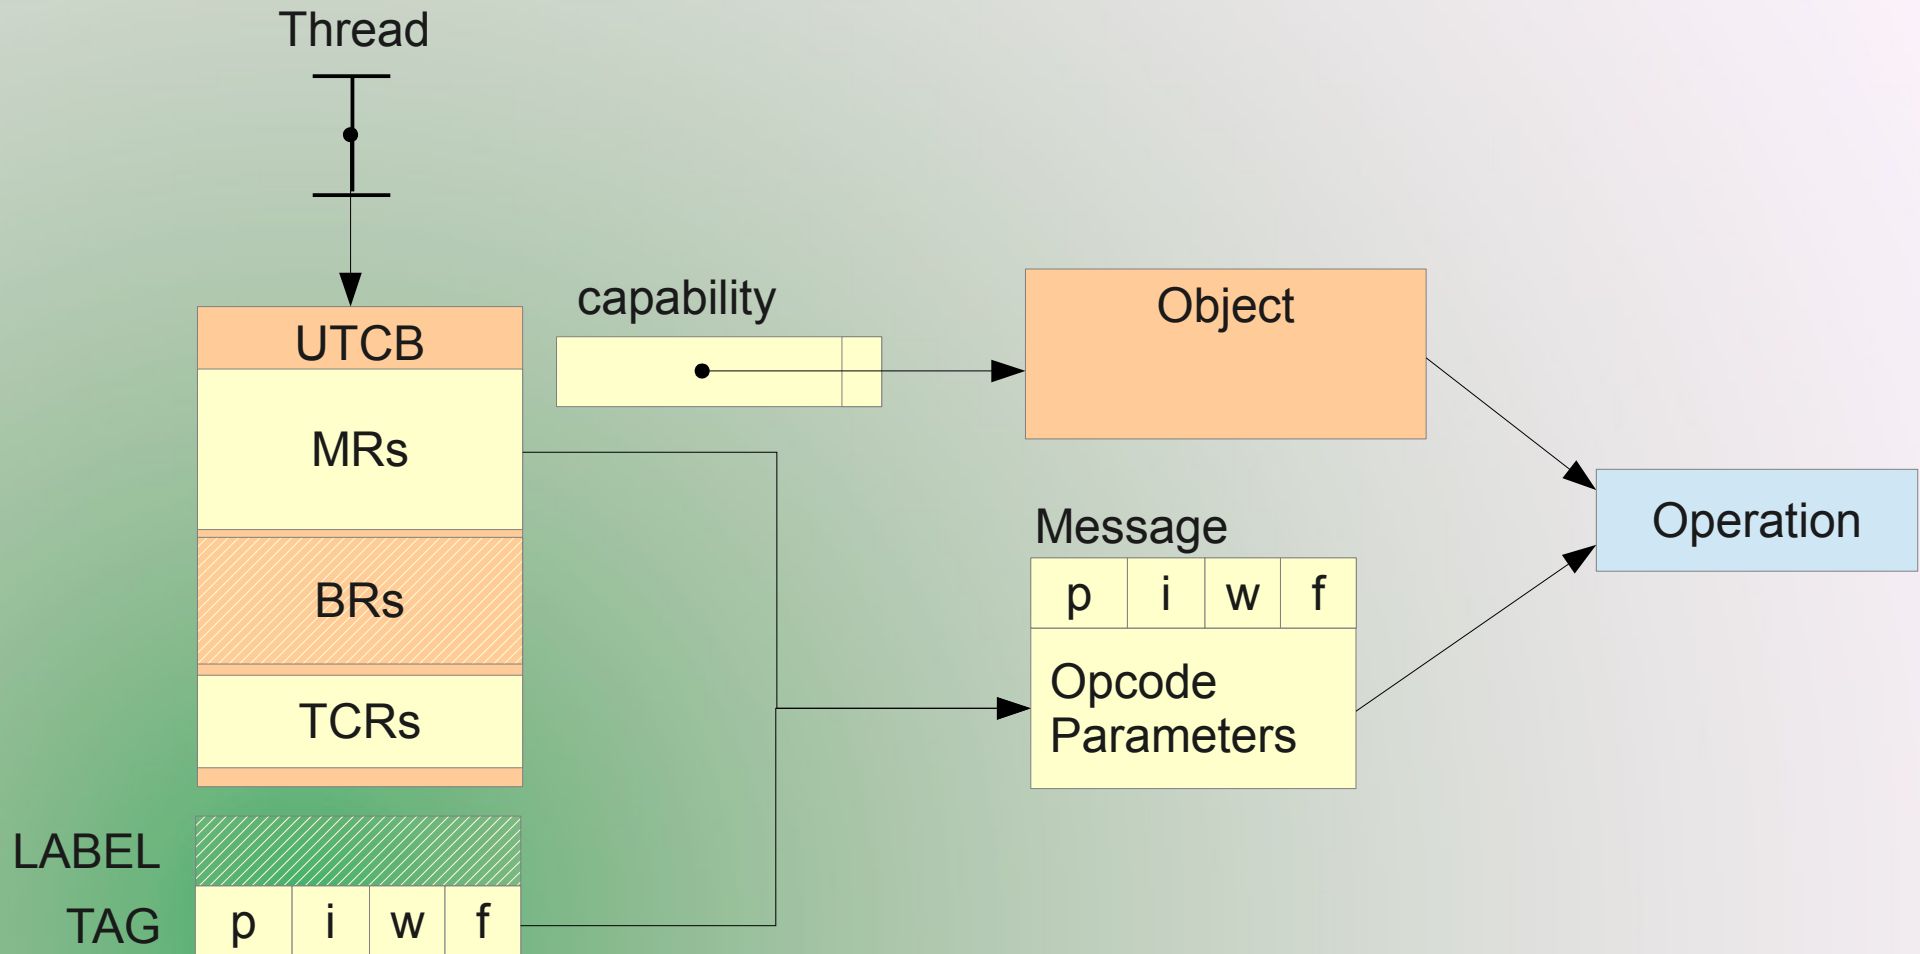 Thread
capability
Object
UTCB
MRs
Message
Operation
p i w f
BRs
Opcode
Parameters
TCRs
LABEL
TAG p i w f